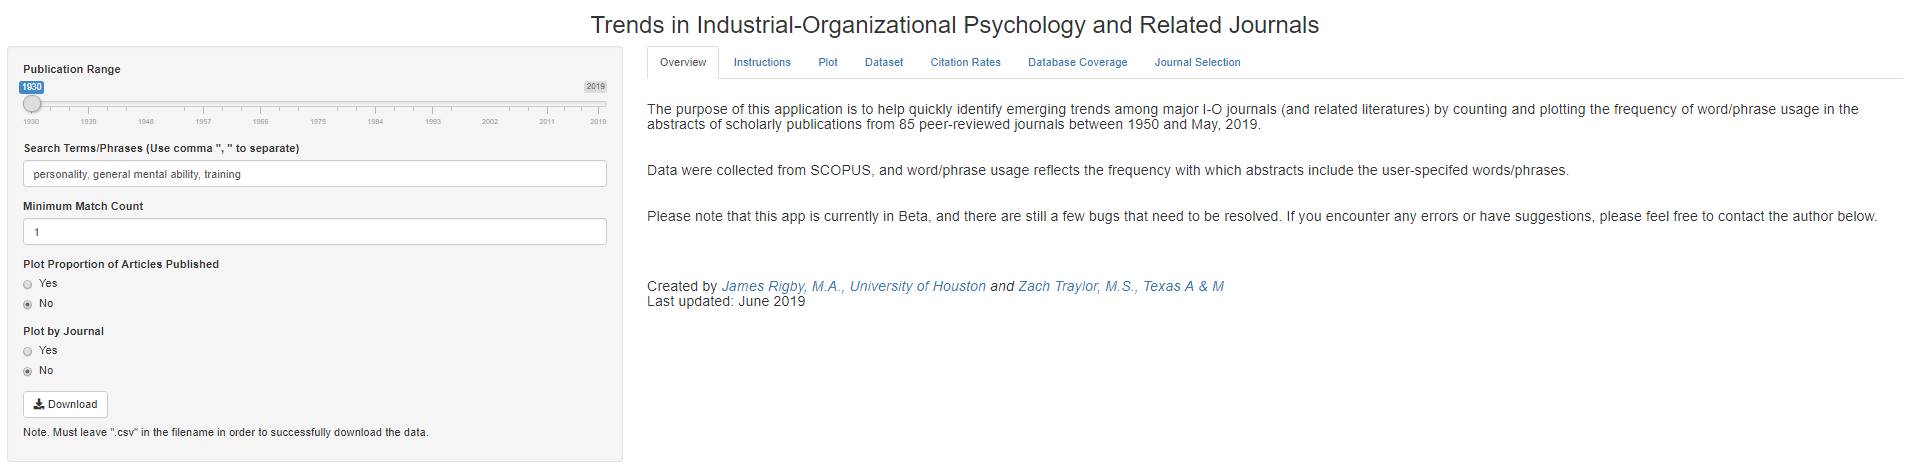 Trends in Industrial-Organizational Psychology and Related Journals
Publication Range
1930 2019
1930 1939 1948 1957 1966 1975 1984 1993 2002 2011 2019
Search Terms/Phrases (Use comma ", " to separate)
personality, general mental ability, training
Minimum Match Count
1
Plot Proportion of Articles Published
Yes
No
Plot by Journal
Yes
No
Download
Note. Must leave ".csv" in the filename in order to successfully download the data.
Overview Instructions Plot Dataset Citation Rates Database Coverage Journal Selection
The purpose of this application is to help quickly identify emerging trends among major I-O journals (and related literatures) by counting and plotting the frequency of word/phrase usage in the
abstracts of scholarly publications from 85 peer-reviewed journals between 1950 and May, 2019.
Data were collected from SCOPUS, and word/phrase usage reflects the frequency with which abstracts include the user-specifed words/phrases.
Please note that this app is currently in Beta, and there are still a few bugs that need to be resolved. If you encounter any errors or have suggestions, please feel free to contact the author below.
Created by James Rigby, M.A., University of Houston and Zach Traylor, M.S., Texas A & M
Last updated: June 2019